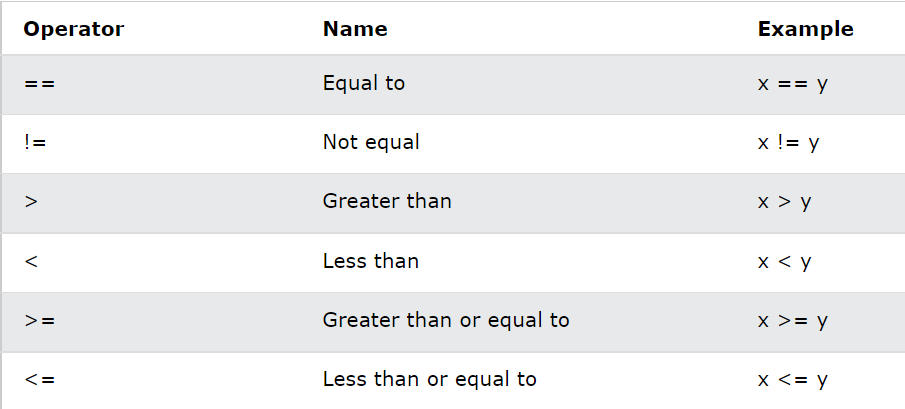 Operator Name Example
== Equal to x == y
!= Not equal x != y
> Greater than x > y
< Less than x < y
>= Greater than or equal to x >= y
<= Less than or equal to x <= y